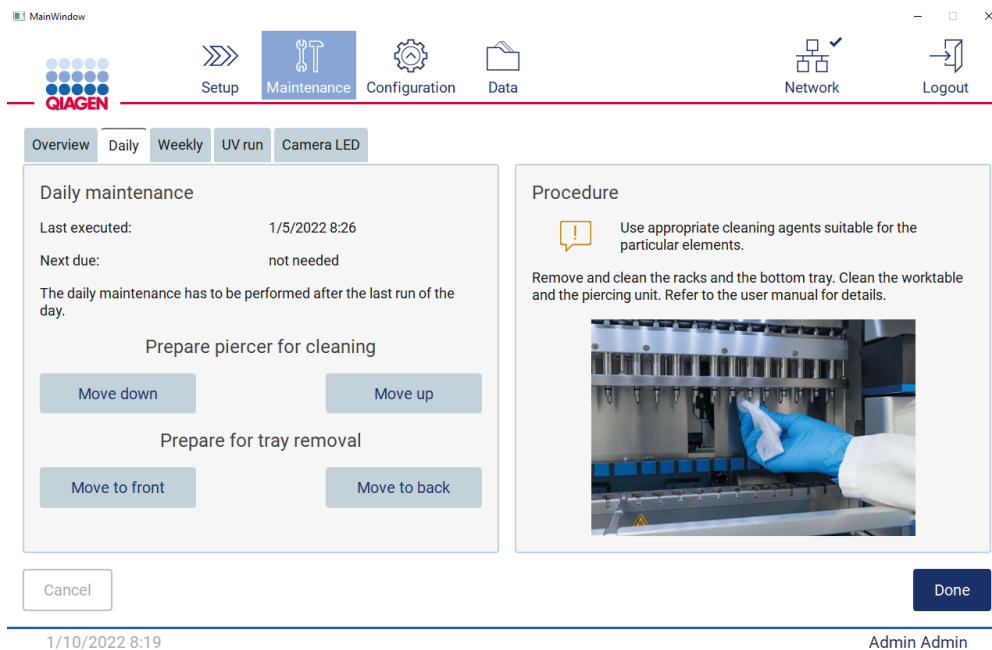 MainWindow
QIAGEN
Setup
Maintenance
Configuration
Data
Network
Logout
Overview
Daily
Weekly
UV run
Camera LED
Daily maintenance
Last executed: 1/5/2022 8:26
Next due: not needed
The daily maintenance has to be performed after the last run of the
day.
Prepare piercer for cleaning
Move down
Move up
Prepare for tray removal
Move to front
Move to back
Procedure
Use appropriate cleaning agents suitable for the
particular elements.
Remove and clean the racks and the bottom tray. Clean the worktable
and the piercing unit. Refer to the user manual for details.
Cancel
Done
1/10/2022 8:19
Admin Admin